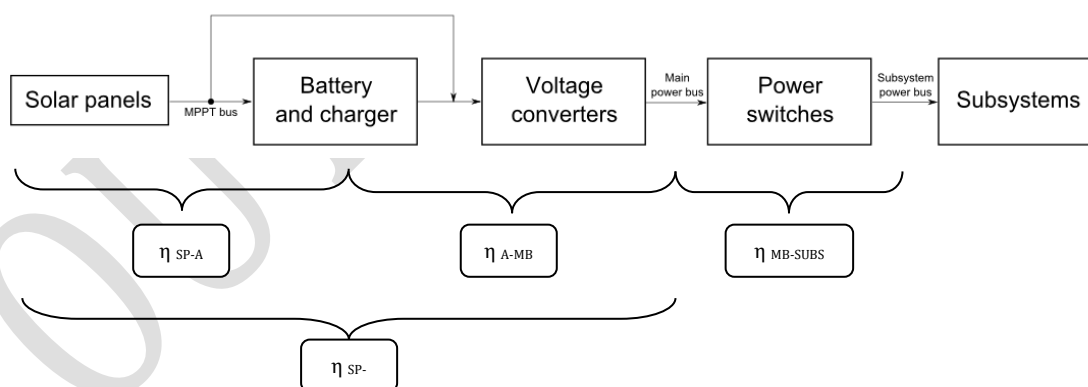 Solar panels
MPPT bus
Battery
and charger
Voltage
converters
Main
power bus
Power
switches
Subsystem
power bus
Subsystems
η SP-A
η A-MB
η MB-SUBS
η SP-